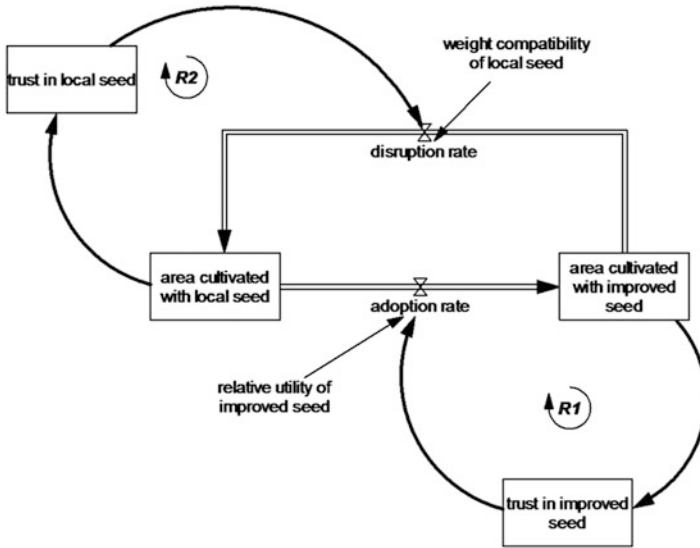 weight compatibility
of local seed
trust in local seed
R2
disruption rate
area cultivated
with local seed
adoption rate
area cultivated
with improved
seed
relative utility of
improved seed
R1
trust in improved
seed